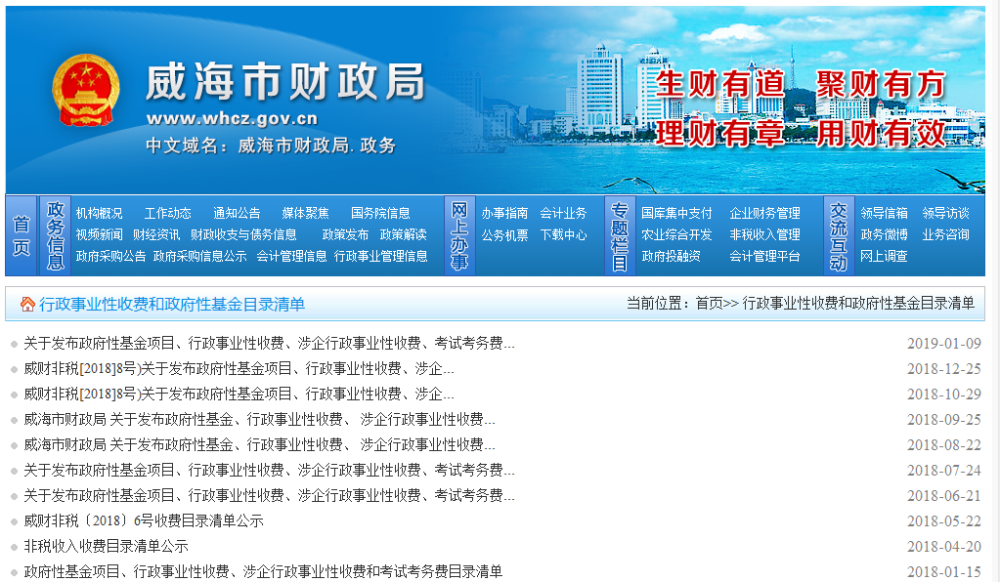 威海市财政局
www.whcz.gov.cn
中文域名：威海市财政局.政务
生财有道 聚财有方
理财有章 用财有效
首页
政务信息
机构概况 工作动态 通知公告 媒体聚焦 国务院信息
视频新闻 财经资讯 财政收支与债务信息 政策发布 政策解读
政府采购公告 政府采购信息公示 会计管理信息 行政事业管理信息
网上办事
办事指南 会计业务
公务机票 下载中心
专题栏目
国库集中支付 企业财务管理
农业综合开发 非税收入管理
政府投融资 会计管理平台
交流互动
领导信箱 领导访谈
政务微博 业务咨询
网上调查
行政事业性收费和政府性基金目录清单 当前位置：首页>> 行政事业性收费和政府性基金目录清单
关于发布政府性基金项目、行政事业性收费、涉企行政事业性收费、考试考务费... 2019-01-09
威财非税[2018]8号)关于发布政府性基金项目、行政事业性收费、涉企... 2018-12-25
威财非税[2018]8号)关于发布政府性基金项目、行政事业性收费、涉企... 2018-10-29
威海市财政局 关于发布政府性基金、行政事业性收费、 涉企行政事业性收费... 2018-09-25
威海市财政局 关于发布政府性基金、行政事业性收费、 涉企行政事业性收费... 2018-08-22
关于发布政府性基金项目、行政事业性收费、涉企行政事业性收费、考试考务费... 2018-07-24
关于发布政府性基金项目、行政事业性收费、涉企行政事业性收费、考试考务费... 2018-06-21
威财非税〔2018〕6号收费目录清单公示 2018-05-22
非税收入收费目录清单公示 2018-04-20
政府性基金项目、行政事业性收费、涉企行政事业性收费和考试考务费目录清单 2018-01-15